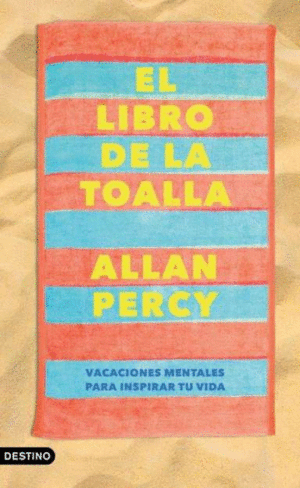 EL
LIBRO
DE LA
TOALLA
ALLAN
PERCY
VACACIONES MENTALES
PARA INSPIRAR TU VIDA
DESTINO